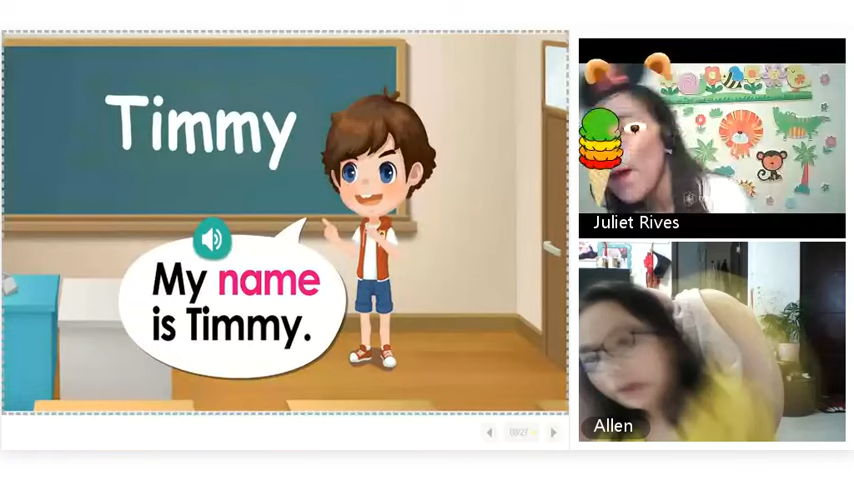 Timmy
My name
is Timmy.
Juliet Rives
Allen